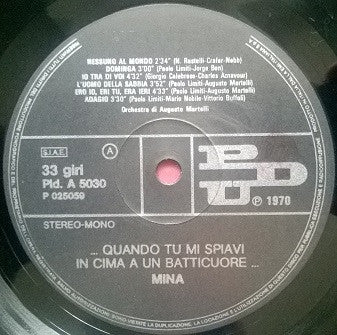 NESSUNO AL MONDO 2'24" (N. Rastelli-Crafer-Nebb)
DOMINGA 3'00" (Paolo Limiti-Jorge Ben)
IO TRA DI VOI 4'32" (Giorgio Calabrese-Charles Aznavour)
L'UOMO DELLA SABBIA 3'52" (Paolo Limiti-Augusto Martelli)
ERO IO, ERI TU, ERA IERI 4'33" (Paolo Limiti-Augusto Martelli)
ADAGIO 3'50" (Paolo Limiti-Mario Nobile-Vittorio Buffoli)
Orchestra di Augusto Martelli
S.I.A.E.
A
33 giri
Pld. A 5030
P 025059
PDU
℗ 1970
STEREO-MONO
... QUANDO TU MI SPIAVI
IN CIMA A UN BATTICUORE ...
MINA